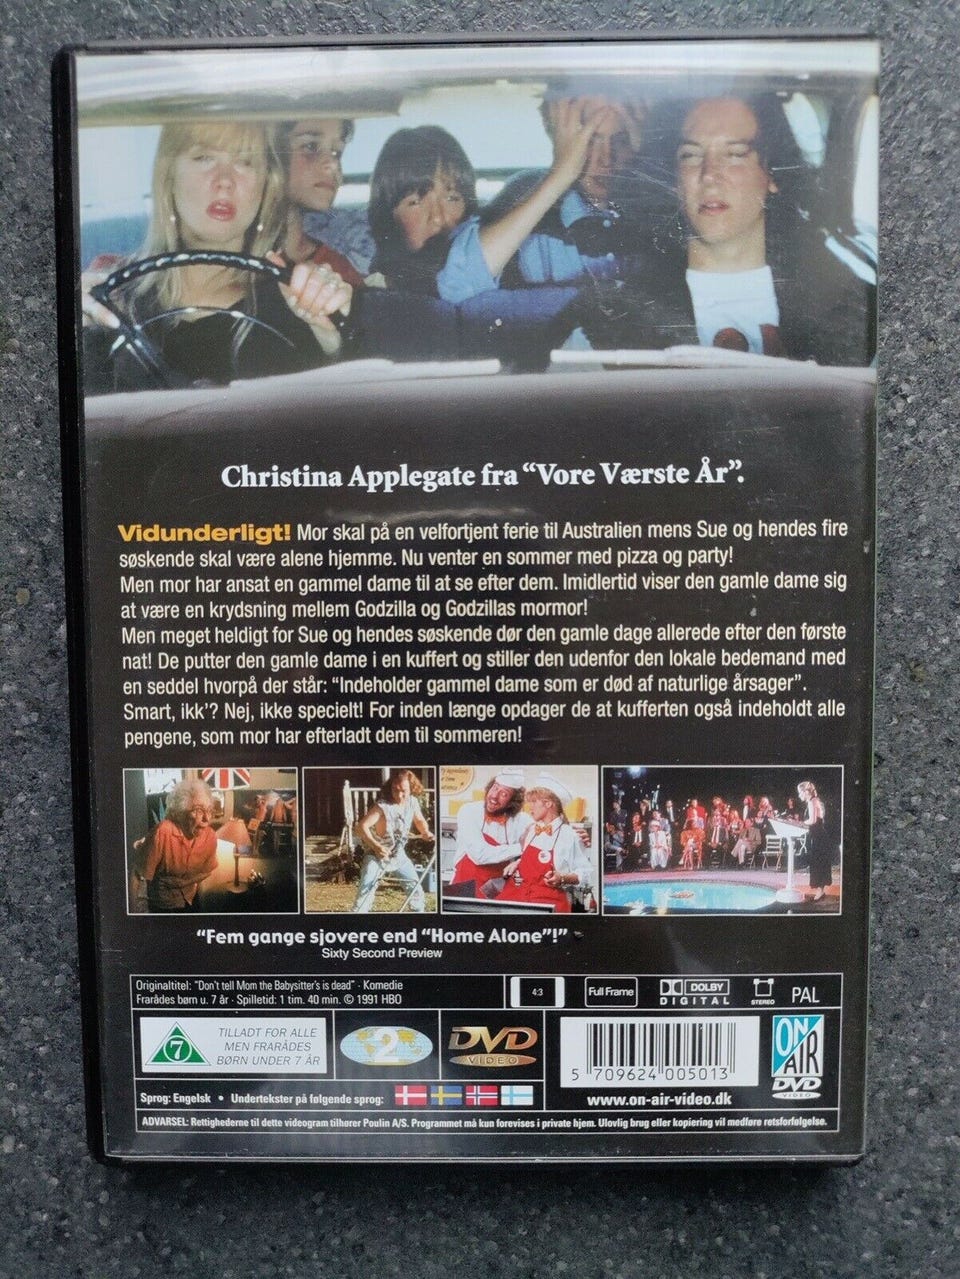 Christina Applegate fra “Vore Værste År”.
Vidunderligt! Mor skal på en velfortjent ferie til Australien mens Sue og hendes fire
søskende skal være alene hjemme. Nu venter en sommer med pizza og party!
Men mor har ansat en gammel dame til at se efter dem. Imidlertid viser den gamle dame sig
at være en krydsning mellem Godzilla og Godzillas mormor!
Men meget heldigt for Sue og hendes søskende dør den gamle dage allerede efter den første
nat! De putter den gamle dame i en kuffert og stiller den udenfor den lokale bedemand med
en seddel hvorpå der står: “Indeholder gammel dame som er død af naturlige årsager”.
Smart, ikk’? Nej, ikke specielt! For inden længe opdager de at kufferten også indeholdt alle
pengene, som mor har efterladt dem til sommeren!
“Fem gange sjovere end “Home Alone”!”
Sixty Second Preview
Originaltitel: “Don’t tell Mom the Babysitter’s is dead” · Komedie
Frarådes børn u. 7 år · Spilletid: 1 tim. 40 min. © 1991 HBO
4:3
Full Frame
DOLBY
DIGITAL
STEREO
PAL
7
TILLADT FOR ALLE
MEN FRARÅDES
BØRN UNDER 7 ÅR
2
DVD
VIDEO
5 709624 005013
ON
AIR
DVD
VIDEO
Sprog: Engelsk • Undertekster på følgende sprog:
www.on-air-video.dk
ADVARSEL: Rettighederne til dette videogram tilhører Poulin A/S. Programmet må kun forevises i private hjem. Ulovlig brug eller kopiering vil medføre retsforfølgelse.